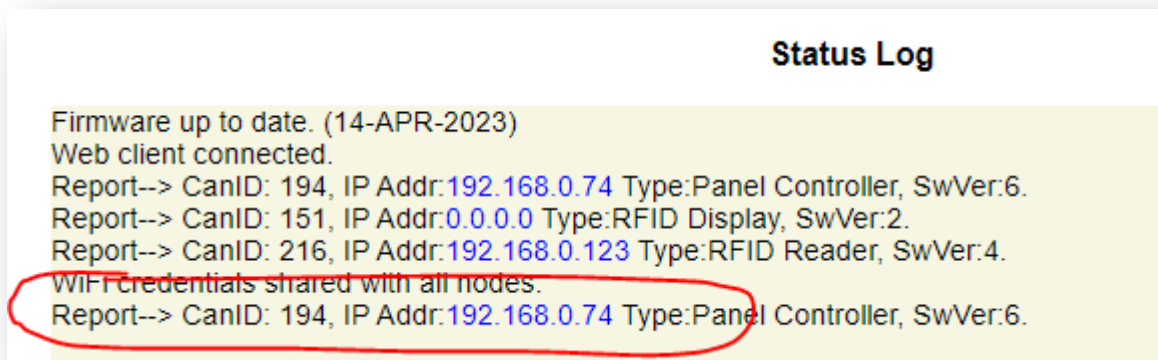 Status Log
Firmware up to date. (14-APR-2023)
Web client connected.
Report--> CanID: 194, IP Addr:192.168.0.74 Type:Panel Controller, SwVer:6.
Report--> CanID: 151, IP Addr:0.0.0.0 Type:RFID Display, SwVer:2.
Report--> CanID: 216, IP Addr:192.168.0.123 Type:RFID Reader, SwVer:4.
WiFi credentials shared with all nodes.
Report--> CanID: 194, IP Addr:192.168.0.74 Type:Panel Controller, SwVer:6.